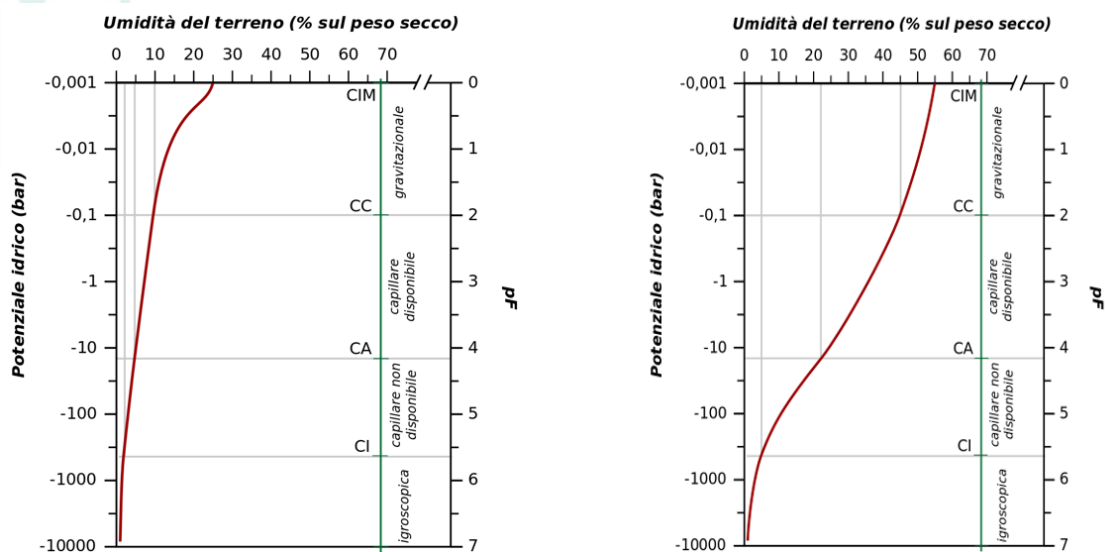 Umidità del terreno (% sul peso secco)
0 10 20 30 40 50 60 70
-0,001
-0,01
-0,1
-1
-10
-100
-1000
-10000
Potenziale idrico (bar)
CIM
CC
CA
CI
gravitazionale
capillare
disponibile
capillare non
disponibile
igroscopica
0
1
2
3
4
5
6
7
pF
Umidità del terreno (% sul peso secco)
0 10 20 30 40 50 60 70
-0,001
-0,01
-0,1
-1
-10
-100
-1000
-10000
Potenziale idrico (bar)
CIM
CC
CA
CI
gravitazionale
capillare
disponibile
capillare non
disponibile
igroscopica
0
1
2
3
4
5
6
7
pF